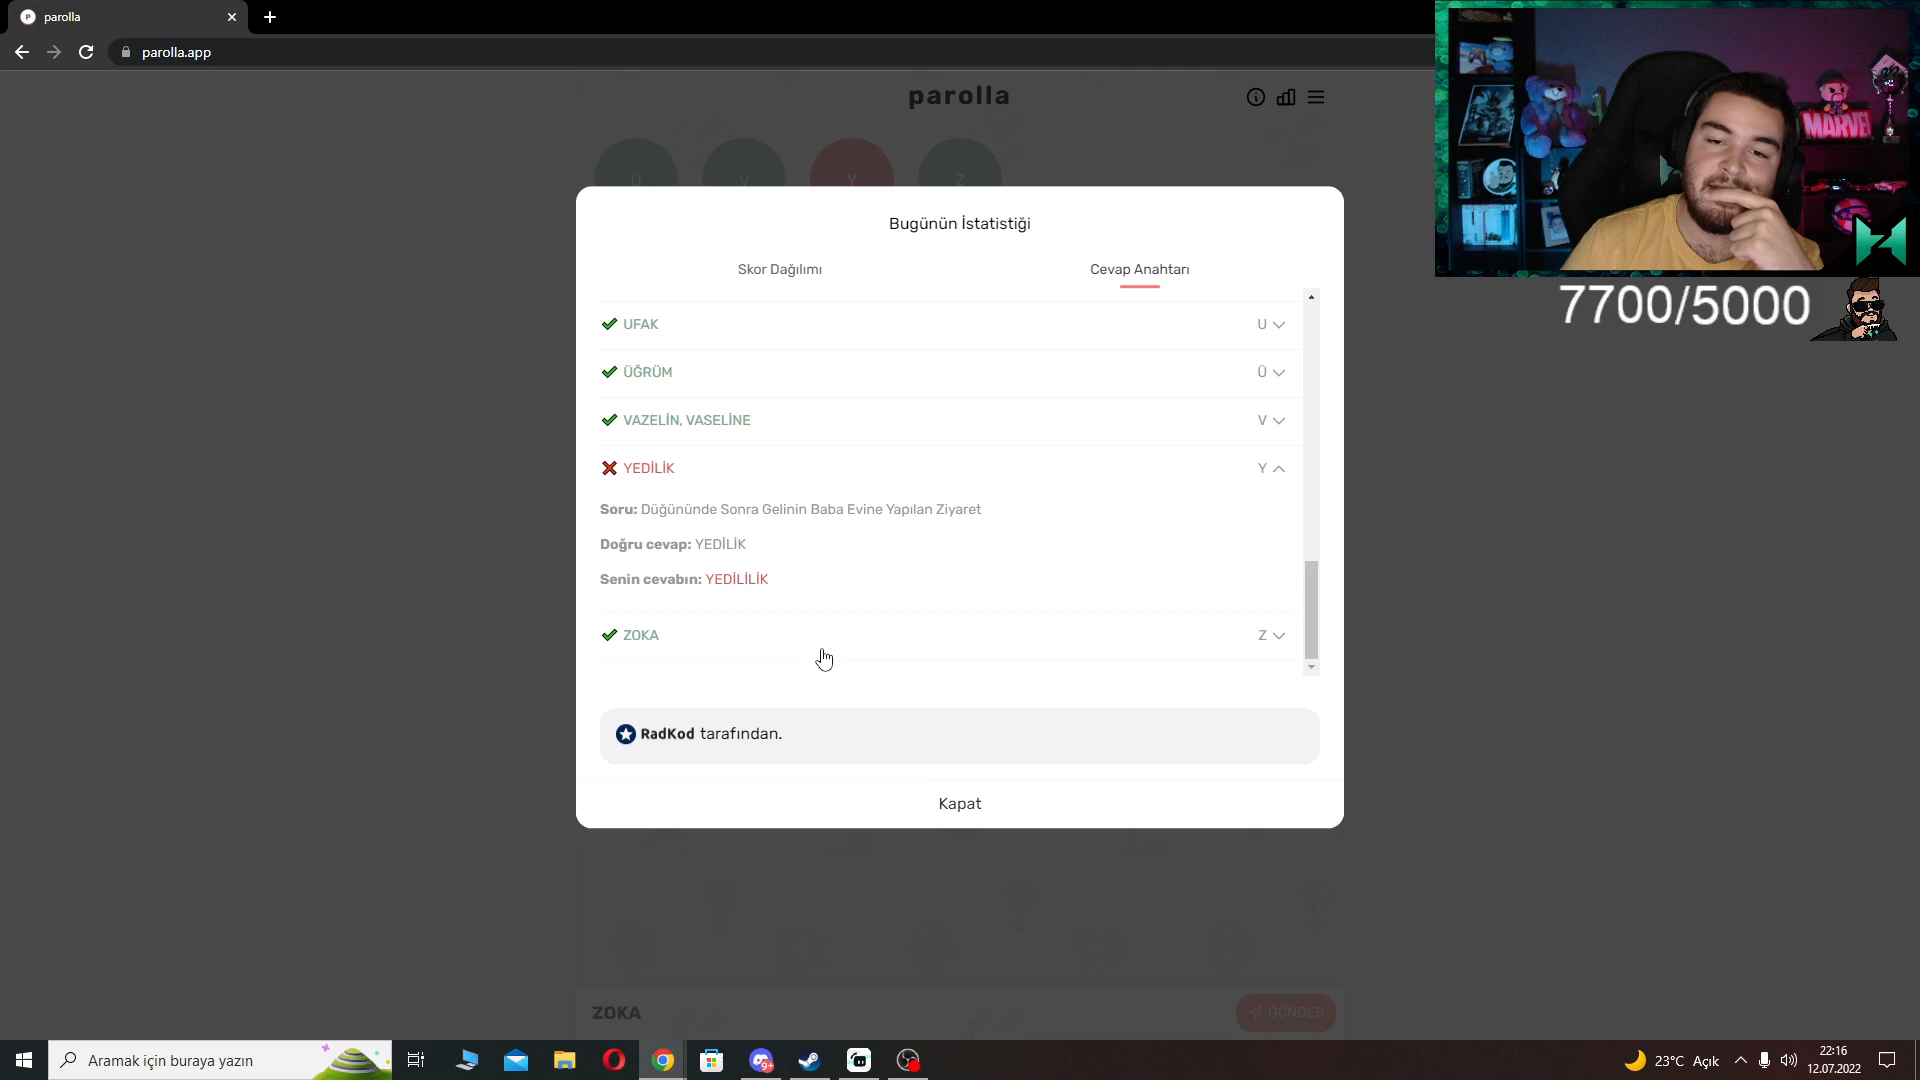 parolla
parolla.app
parolla
Ü V Y Z
Bugünün İstatistiği
Skor Dağılımı
Cevap Anahtarı
UFAK
U
ÜĞRÜM
Ü
VAZELİN, VASELİNE
V
YEDİLİK
Y
Soru: Düğününde Sonra Gelinin Baba Evine Yapılan Ziyaret
Doğru cevap: YEDİLİK
Senin cevabın: YEDİLİLİK
ZOKA
Z
RadKod tarafından.
Kapat
ZOKA
GÖNDER
MARVEL
7700/5000
Aramak için buraya yazın
9+
23°C Açık
22:16
12.07.2022